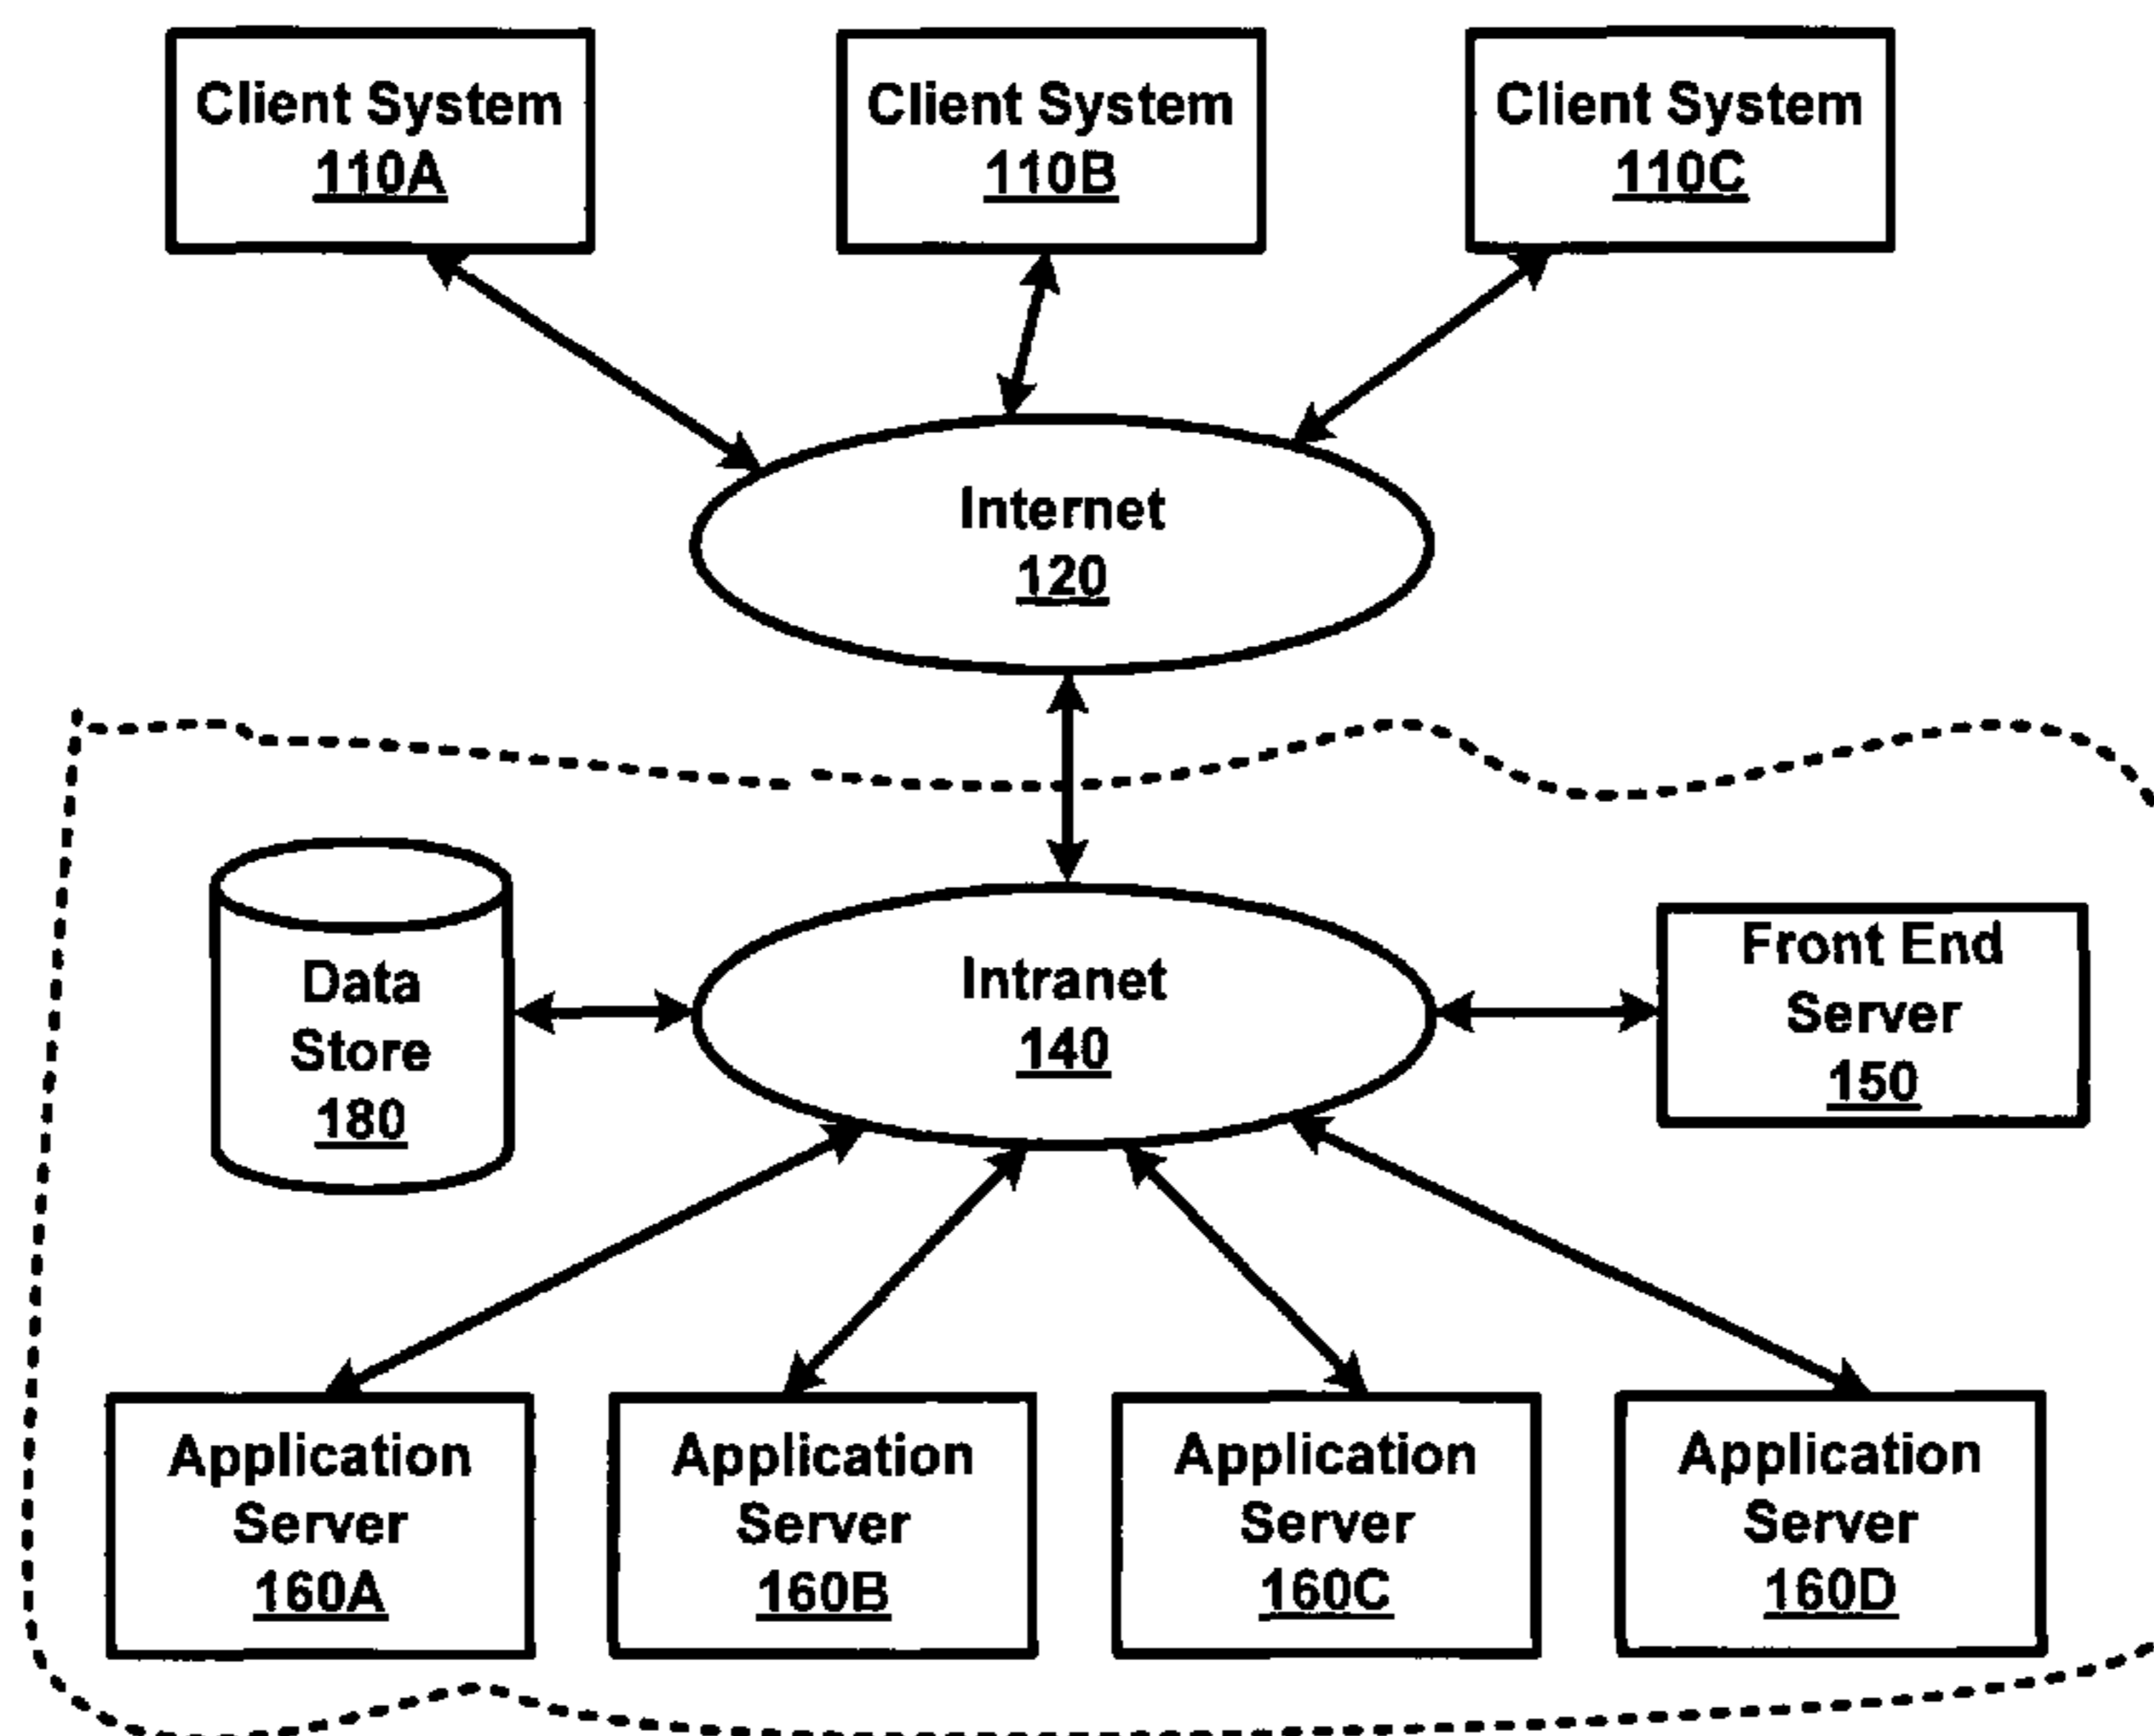 Client System
110A
Client System
110B
Client System
110C
Internet
120
Data
Store
180
Intranet
140
Front End
Server
150
Application
Server
160A
Application
Server
160B
Application
Server
160C
Application
Server
160D